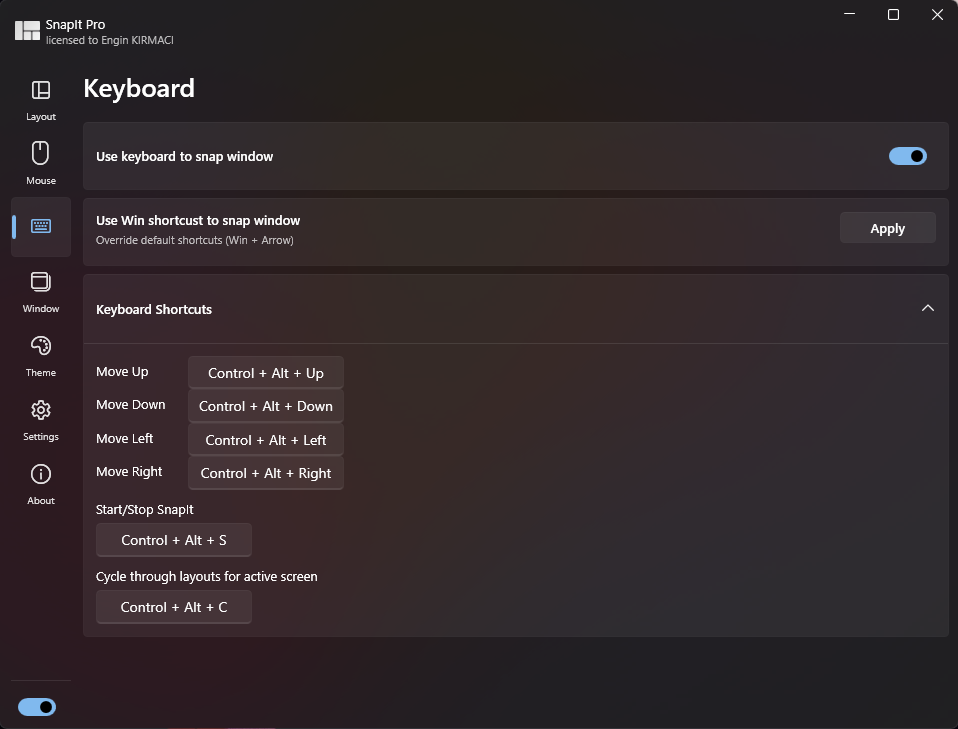 SnapIt Pro
licensed to Engin KIRMACI
Layout
Mouse
Window
Theme
Settings
About
Keyboard
Use keyboard to snap window
Use Win shortcust to snap window
Override default shortcuts (Win + Arrow)
Apply
Keyboard Shortcuts
Move Up
Control + Alt + Up
Move Down
Control + Alt + Down
Move Left
Control + Alt + Left
Move Right
Control + Alt + Right
Start/Stop SnapIt
Control + Alt + S
Cycle through layouts for active screen
Control + Alt + C